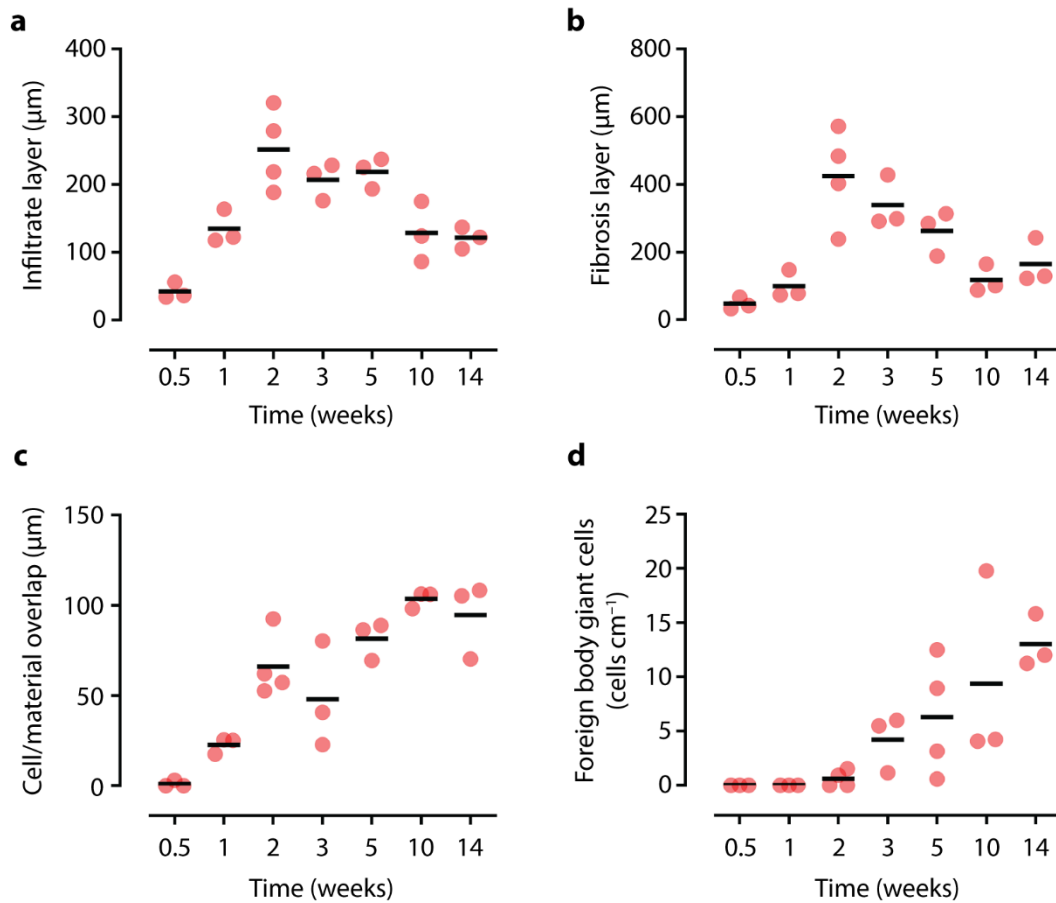 a
Infiltrate layer (µm)
400
300
200
100
0
0.5 1 2 3 5 10 14
Time (weeks)
b
Fibrosis layer (µm)
800
600
400
200
0
0.5 1 2 3 5 10 14
Time (weeks)
c
Cell/material overlap (µm)
150
100
50
0
0.5 1 2 3 5 10 14
Time (weeks)
d
Foreign body giant cells
(cells cm⁻¹)
25
20
15
10
5
0
0.5 1 2 3 5 10 14
Time (weeks)